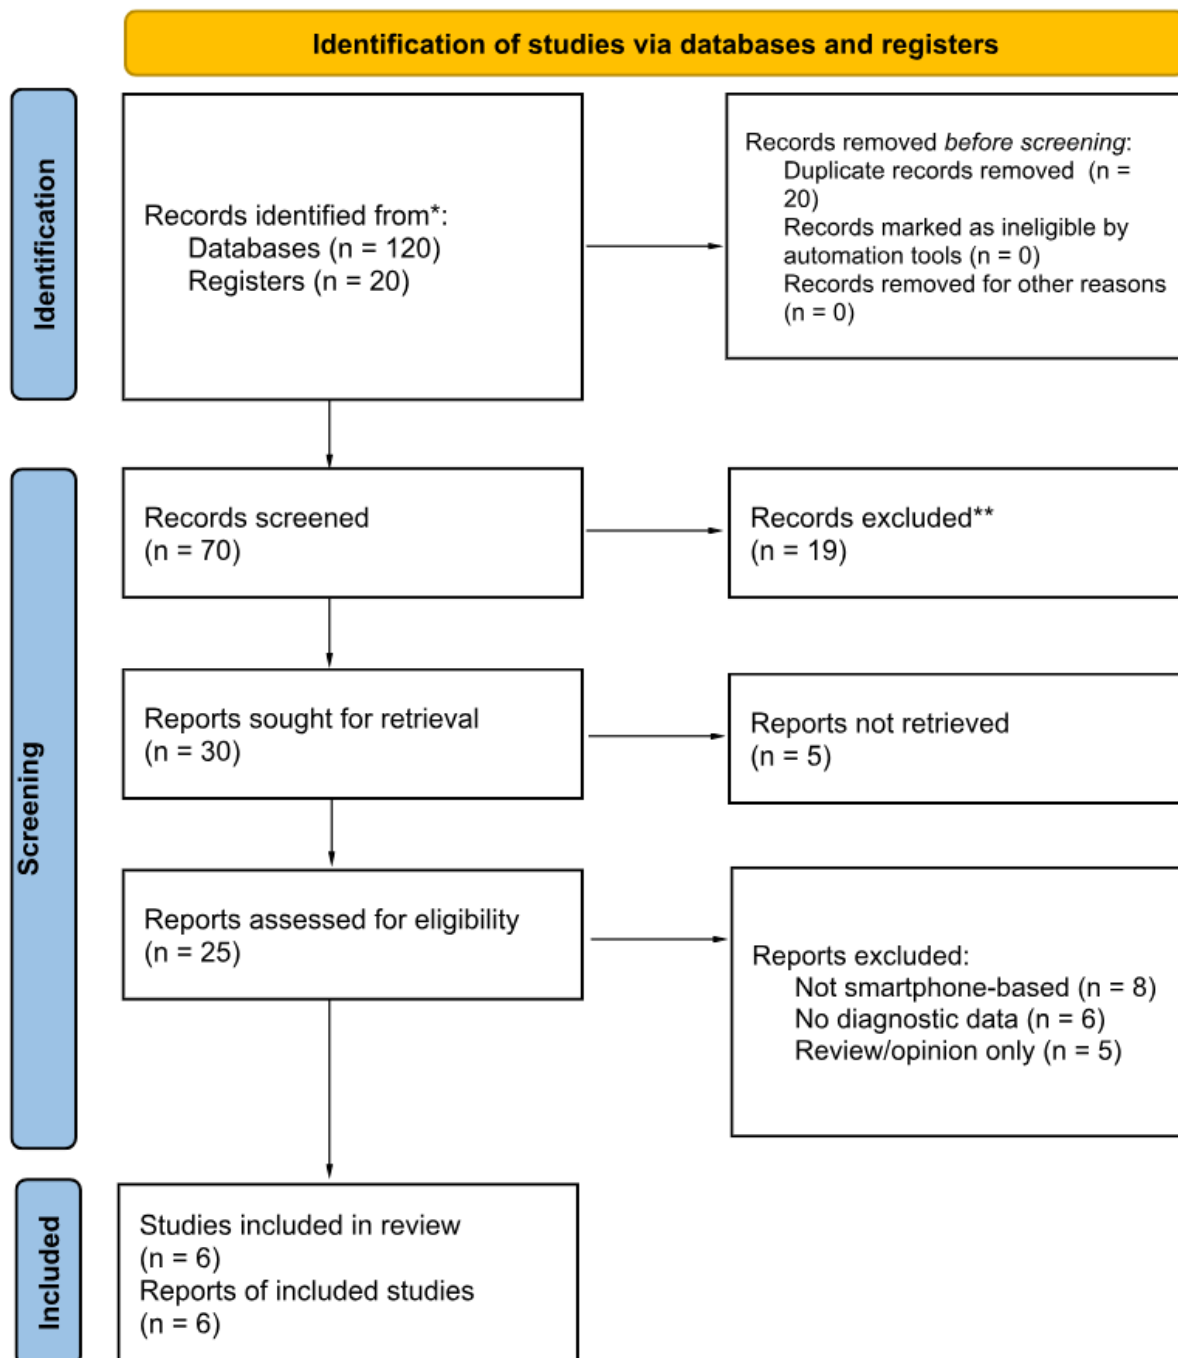 Identification of studies via databases and registers
Identification
Records identified from*:
Databases (n = 120)
Registers (n = 20)
Records removed before screening:
Duplicate records removed  (n =
20)
Records marked as ineligible by
automation tools (n = 0)
Records removed for other reasons
(n = 0)
Screening
Records screened
(n = 70)
Records excluded**
(n = 19)
Reports sought for retrieval
(n = 30)
Reports not retrieved
(n = 5)
Reports assessed for eligibility
(n = 25)
Reports excluded:
Not smartphone-based (n = 8)
No diagnostic data (n = 6)
Review/opinion only (n = 5)
Included
Studies included in review
(n = 6)
Reports of included studies
(n = 6)